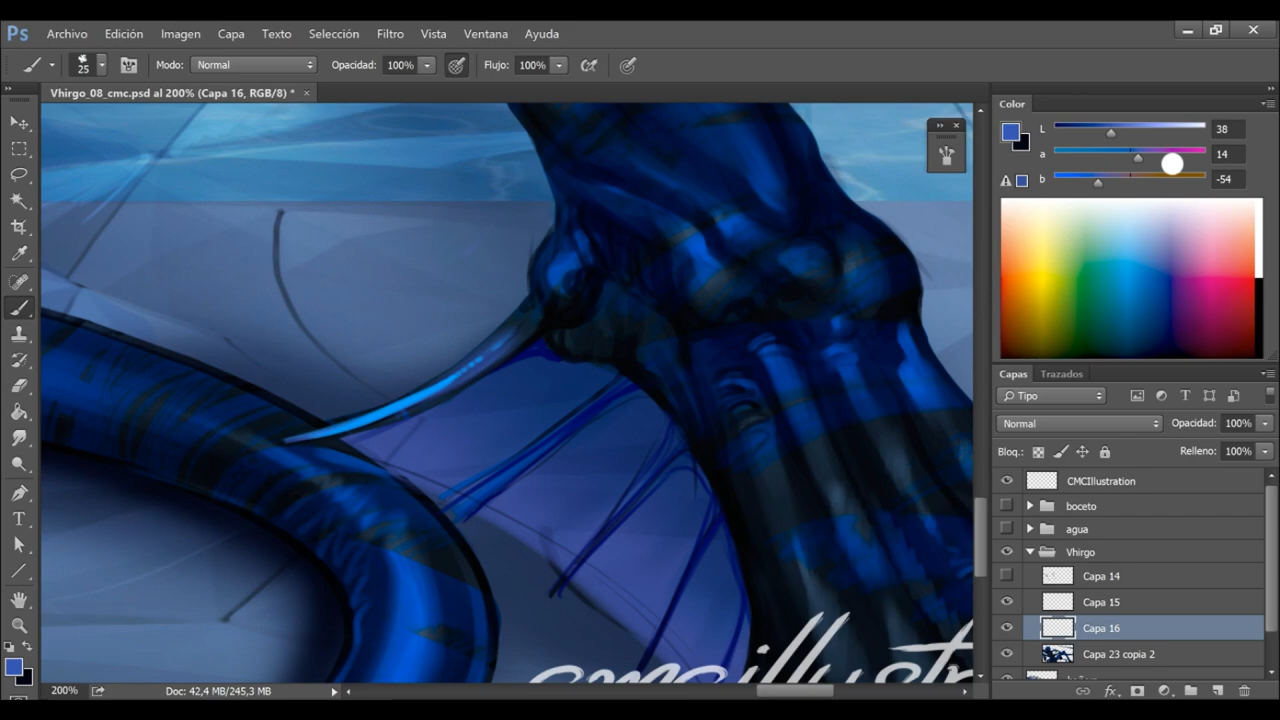 Ps Archivo Edición Imagen Capa Texto Selección Filtro Vista Ventana Ayuda
25 Modo: Normal Opacidad: 100% Flujo: 100%
Vhirgo_08_cmc.psd al 200% (Capa 16, RGB/8) * ×
Color
L 38
a 14
b -54
Capas Trazados
Tipo
Normal Opacidad: 100%
Bloq.: Relleno: 100%
CMCIllustration
boceto
agua
Vhirgo
Capa 14
Capa 15
Capa 16
Capa 23 copia 2
200% Doc: 42,4 MB/245,3 MB